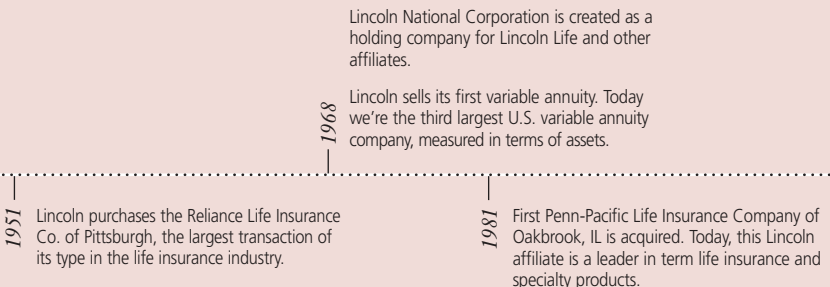 Lincoln National Corporation is created as a
holding company for Lincoln Life and other
affiliates.
1968
Lincoln sells its first variable annuity. Today
we're the third largest U.S. variable annuity
company, measured in terms of assets.
1951
Lincoln purchases the Reliance Life Insurance
Co. of Pittsburgh, the largest transaction of
its type in the life insurance industry.
1981
First Penn-Pacific Life Insurance Company of
Oakbrook, IL is acquired. Today, this Lincoln
affiliate is a leader in term life insurance and
specialty products.